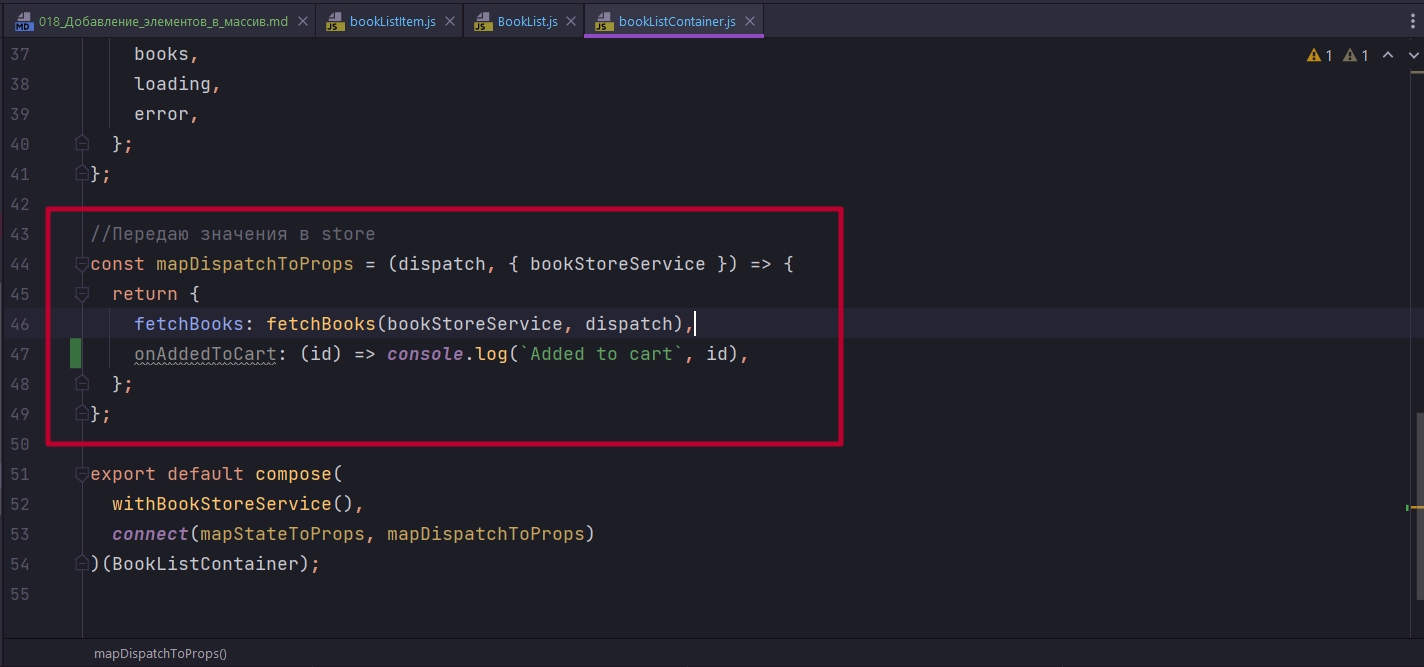 018_Добавление_элементов_в_массив.md bookListItem.js BookList.js bookListContainer.js
37 books, 1 1
38 loading,
39 error,
40 };
41 };
42
43 //Передаю значения в store
44 const mapDispatchToProps = (dispatch, { bookStoreService }) => {
45 return {
46 fetchBooks: fetchBooks(bookStoreService, dispatch),
47 onAddedToCart: (id) => console.log(`Added to cart`, id),
48 };
49 };
50
51 export default compose(
52 withBookStoreService(),
53 connect(mapStateToProps, mapDispatchToProps)
54 )(BookListContainer);
55
mapDispatchToProps()